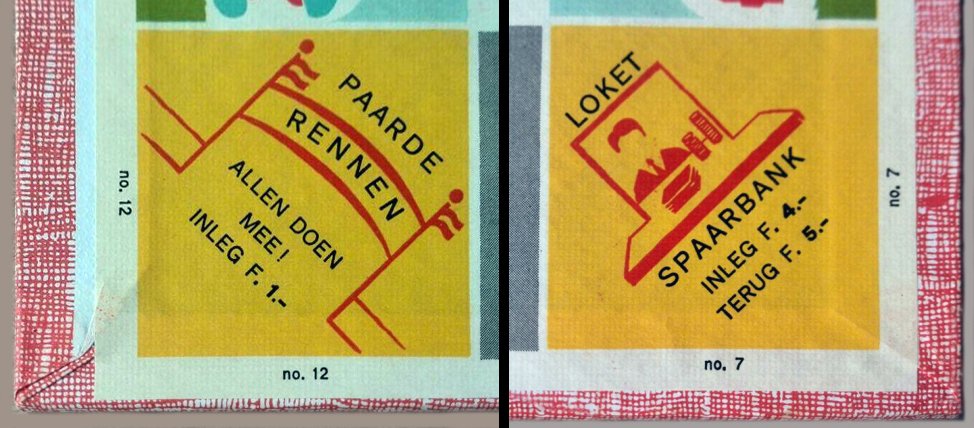 PAARDE
RENNEN
ALLEN DOEN
MEE!
INLEG F. 1.-
no. 12
no. 12
LOKET
SPAARBANK
INLEG F. 4.-
TERUG F. 5.-
no. 7
no. 7